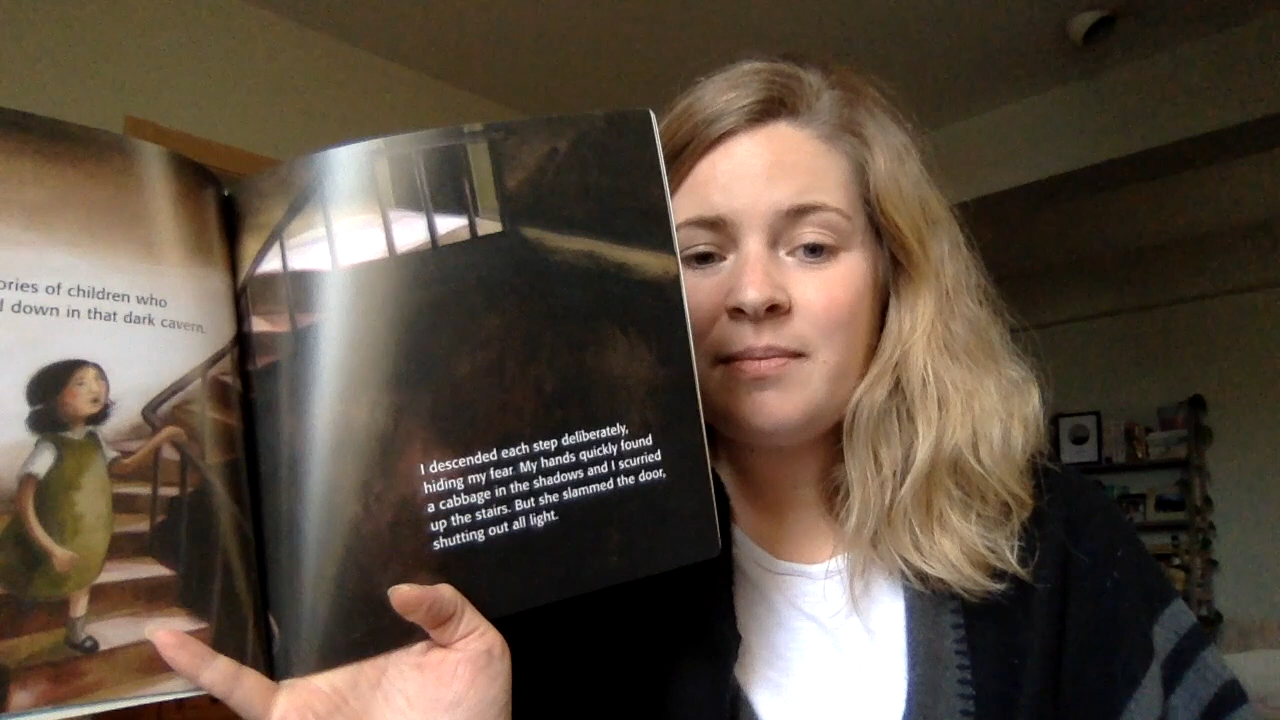 ories of children who
down in that dark cavern.
I descended each step deliberately,
hiding my fear. My hands quickly found
a cabbage in the shadows and I scurried
up the stairs. But she slammed the door,
shutting out all light.